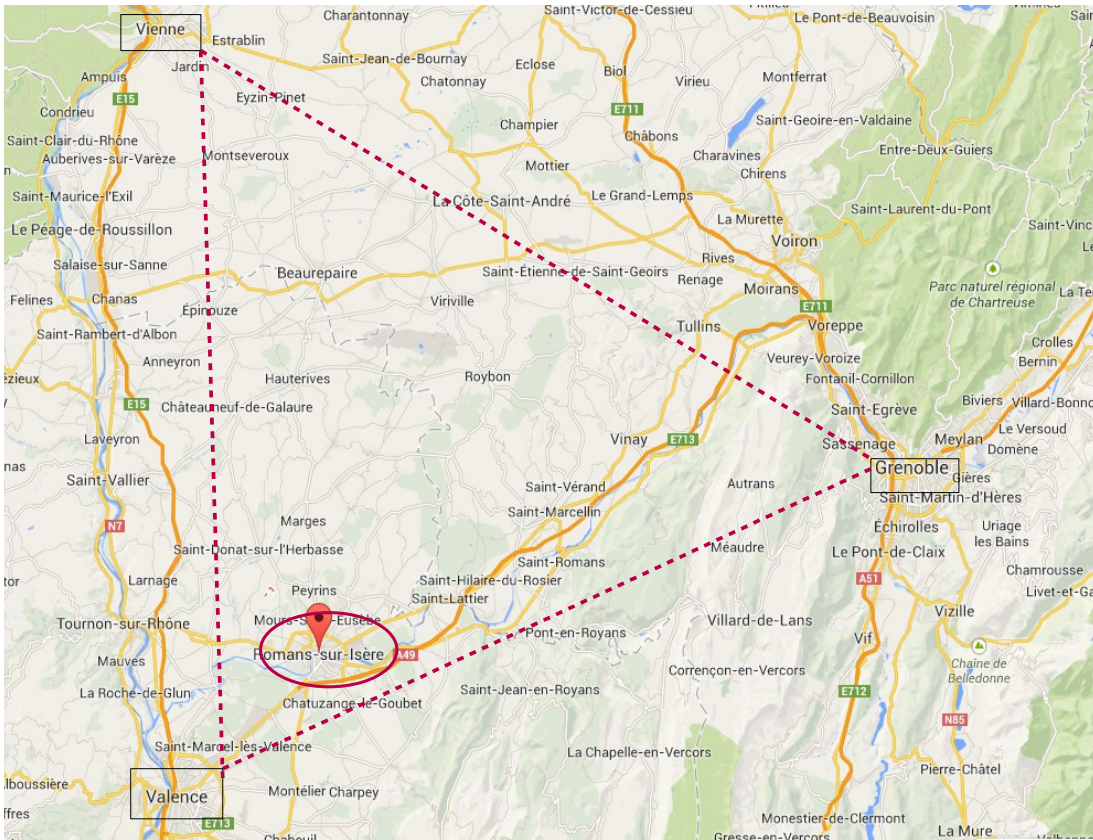 Charantonnay
Saint-Victor-de-Cessieu
Le Pont-de-Beauvoisin
Vienne
Estrablin
Saint-Jean-de-Bournay
Eclose
Biol
Jardin
Ampuis
Chatonnay
Virieu
Montferrat
E15
Eyzin-Pinet
Condrieu
E711
Champier
Saint-Geoire-en-Valdaine
Saint-Clair-du-Rhône
Châbons
Entre-Deux-Guiers
Auberives-sur-Varèze
Montseveroux
Mottier
Charavines
Chirens
Saint-Maurice-l'Exil
La Côte-Saint-André
Le Grand-Lemps
La Murette
Saint-Laurent-du-Pont
Le Péage-de-Roussillon
Voiron
Salaise-sur-Sanne
Beaurepaire
Saint-Étienne-de-Saint-Geoirs
Rives
Renage
Moirans
Parc naturel régional
de Chartreuse
Felines
Chanas
Épinouze
Viriville
E711
Saint-Rambert-d'Albon
Tullins
Voreppe
Crolles
Anneyron
Veurey-Voroize
Bernin
Hauterives
Roybon
Fontanil-Cornillon
E15
Châteauneuf-de-Galaure
Saint-Egrève
Biviers
Villard-Bonno
Laveyron
Vinay
E713
Sassenage
Meylan
Le Versoud
Domène
Grenoble
Gières
Saint-Vallier
Saint-Vérand
Autrans
Saint-Martin-d'Hères
N7
Marges
Saint-Marcellin
Échirolles
Uriage
les Bains
Saint-Donat-sur-l'Herbasse
Méaudre
Le Pont-de-Claix
Larnage
Peyrins
Saint-Hilaire-du-Rosier
Saint-Romans
A51
Chamrousse
Saint-Lattier
Livet-et-Ga
Tournon-sur-Rhône
Pont-en-Royans
Villard-de-Lans
Vizille
Vif
Mauves
Romans-sur-Isère
A49
Corrençon-en-Vercors
Chaîne de
Belledonne
La Roche-de-Glun
Chatuzange-le-Goubet
Saint-Jean-en-Royans
E712
N85
Saint-Marcel-lès-Valence
La Chapelle-en-Vercors
Pierre-Châtel
Valence
Montélier
Charpey
E713
Monestier-de-Clermont
Chabeuil
Gresse-en-Vercors
La Mure